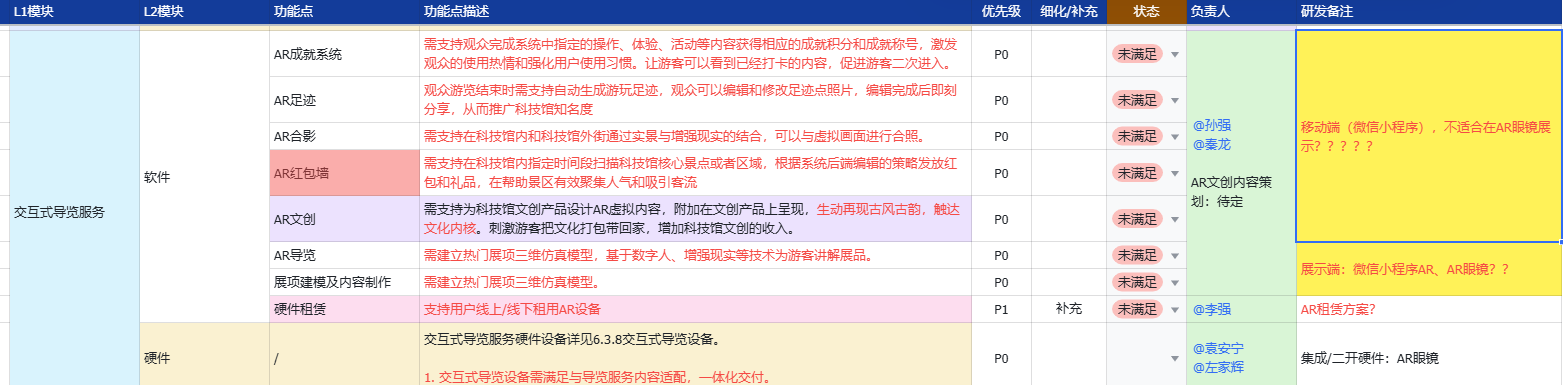 L1模块 L2模块 功能点 功能点描述 优先级 细化/补充 状态 负责人 研发备注
交互式导览服务
软件
AR成就系统
需支持观众完成系统中指定的操作、体验、活动等内容获得相应的成就积分和成就称号，激发
观众的使用热情和强化用户使用习惯。让游客可以看到已经打卡的内容，促进游客二次进入。
P0
未满足
@孙强
@秦龙
AR文创内容策
划：待定
移动端（微信小程序），不适合在AR眼镜展
示？？？？？
AR足迹
观众游览结束时需支持自动生成游玩足迹，观众可以编辑和修改足迹点照片，编辑完成后即刻
分享，从而推广科技馆知名度
P0
未满足
AR合影
需支持在科技馆内和科技馆外街通过实景与增强现实的结合，可以与虚拟画面进行合照。
P0
未满足
AR红包墙
需支持在科技馆内指定时间段扫描科技馆核心景点或者区域，根据系统后端编辑的策略发放红
包和礼品，在帮助景区有效聚集人气和吸引客流
P0
未满足
AR文创
需支持为科技馆文创产品设计AR虚拟内容，附加在文创产品上呈现，生动再现古风古韵，触达
文化内核。刺激游客把文化打包带回家，增加科技馆文创的收入。
P0
未满足
AR导览
需建立热门展项三维仿真模型，基于数字人、增强现实等技术为游客讲解展品。
P0
未满足
展示端：微信小程序AR、AR眼镜？？
展项建模及内容制作
需建立热门展项三维仿真模型。
P0
未满足
硬件租赁
支持用户线上/线下租用AR设备
P1
补充
未满足
@李强
AR租赁方案?
硬件
/
交互式导览服务硬件设备详见6.3.8交互式导览设备。
1. 交互式导览设备需满足与导览服务内容适配，一体化交付。
P0
@袁安宁
@左家辉
集成/二开硬件：AR眼镜